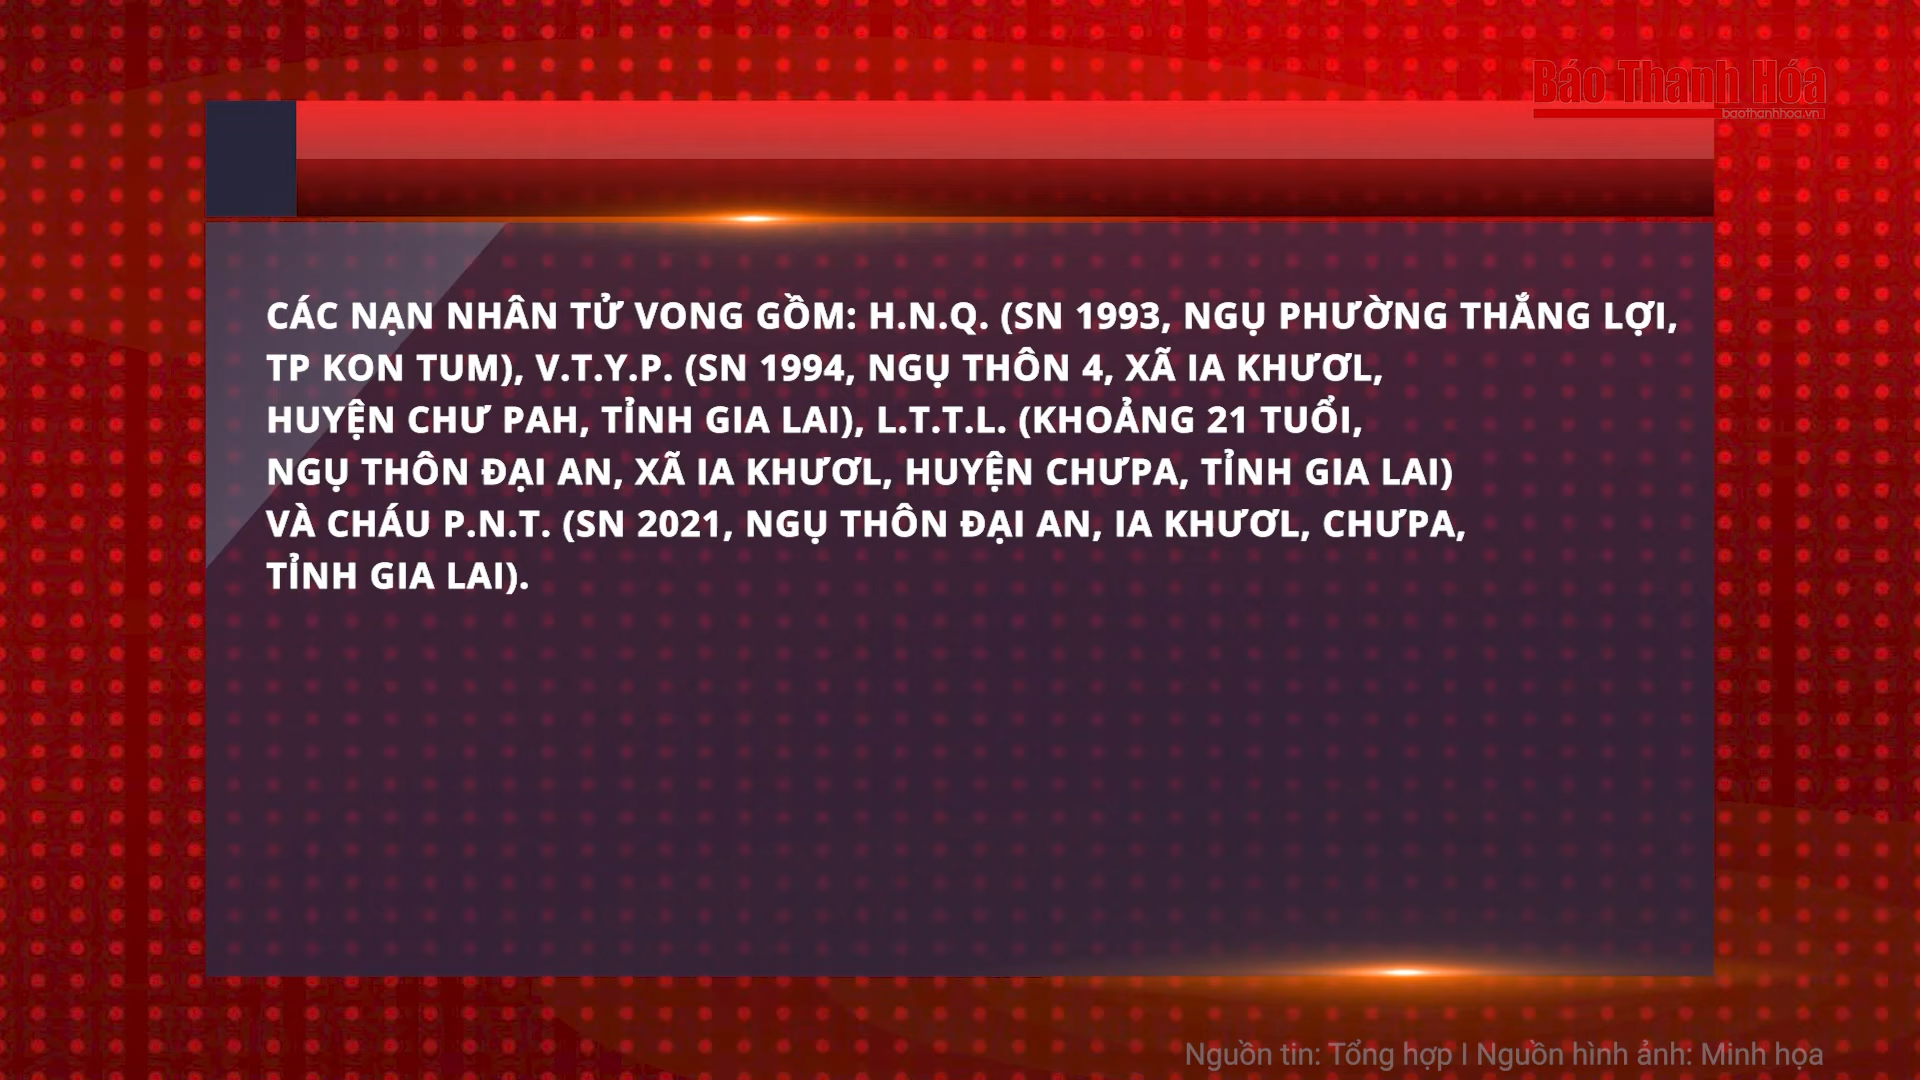 Báo Thanh Hóa
baothanhhoa.vn
CÁC NẠN NHÂN TỬ VONG GỒM: H.N.Q. (SN 1993, NGỤ PHƯỜNG THẮNG LỢI,
TP KON TUM), V.T.Y.P. (SN 1994, NGỤ THÔN 4, XÃ IA KHƯƠL,
HUYỆN CHƯ PAH, TỈNH GIA LAI), L.T.T.L. (KHOẢNG 21 TUỔI,
NGỤ THÔN ĐẠI AN, XÃ IA KHƯƠL, HUYỆN CHƯPA, TỈNH GIA LAI)
VÀ CHÁU P.N.T. (SN 2021, NGỤ THÔN ĐẠI AN, IA KHƯƠL, CHƯPA,
TỈNH GIA LAI).
Nguồn tin: Tổng hợp I Nguồn hình ảnh: Minh họa